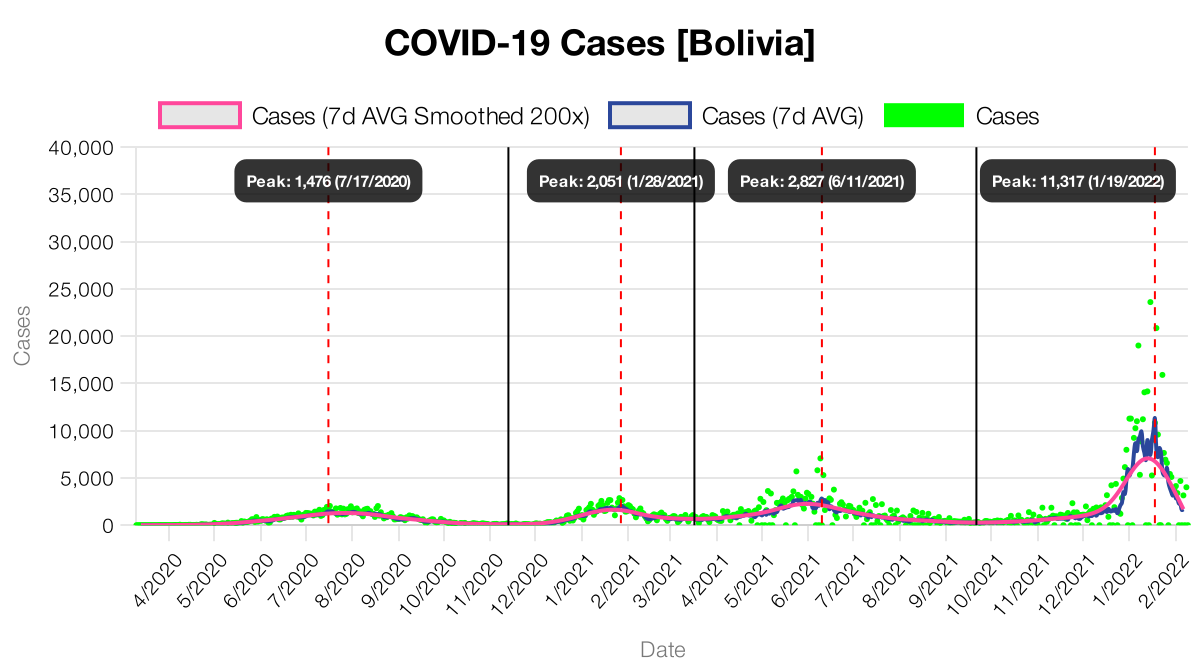 COVID-19 Cases [Bolivia]
Cases (7d AVG Smoothed 200x) Cases (7d AVG) Cases
40,000
Peak: 1,476 (7/17/2020) Peak: 2,051 (1/28/2021) Peak: 2,827 (6/11/2021) Peak: 11,317 (1/19/2022)
35,000
30,000
25,000
20,000
15,000
10,000
5,000
0
Cases
4/2020 5/2020 6/2020 7/2020 8/2020 9/2020 10/2020 11/2020 12/2020 1/2021 2/2021 3/2021 4/2021 5/2021 6/2021 7/2021 8/2021 9/2021 10/2021 11/2021 12/2021 1/2022 2/2022
Date